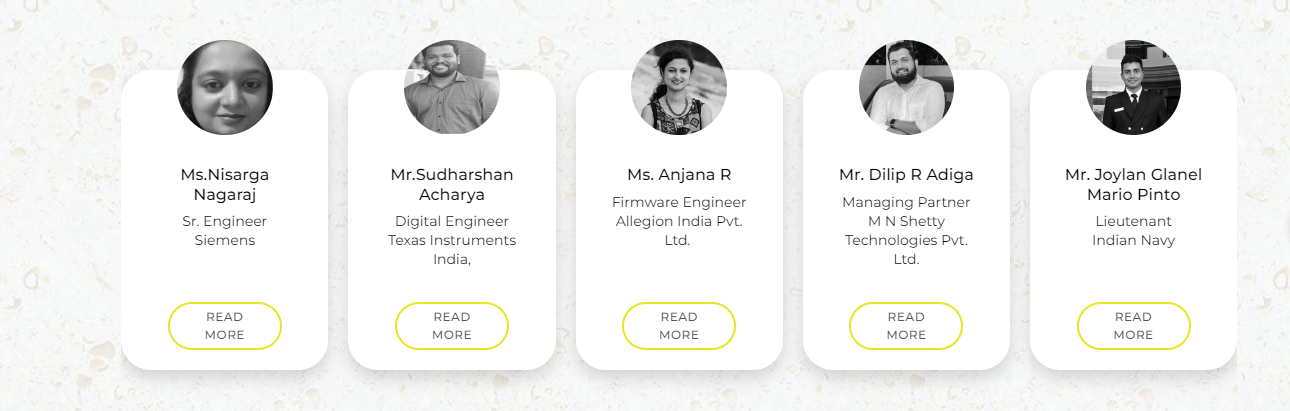 Ms.Nisarga
Nagaraj
Sr. Engineer
Siemens
READ
MORE
Mr.Sudharshan
Acharya
Digital Engineer
Texas Instruments
India,
READ
MORE
Ms. Anjana R
Firmware Engineer
Allegion India Pvt.
Ltd.
READ
MORE
Mr. Dilip R Adiga
Managing Partner
M N Shetty
Technologies Pvt.
Ltd.
READ
MORE
Mr. Joylan Glanel
Mario Pinto
Lieutenant
Indian Navy
READ
MORE